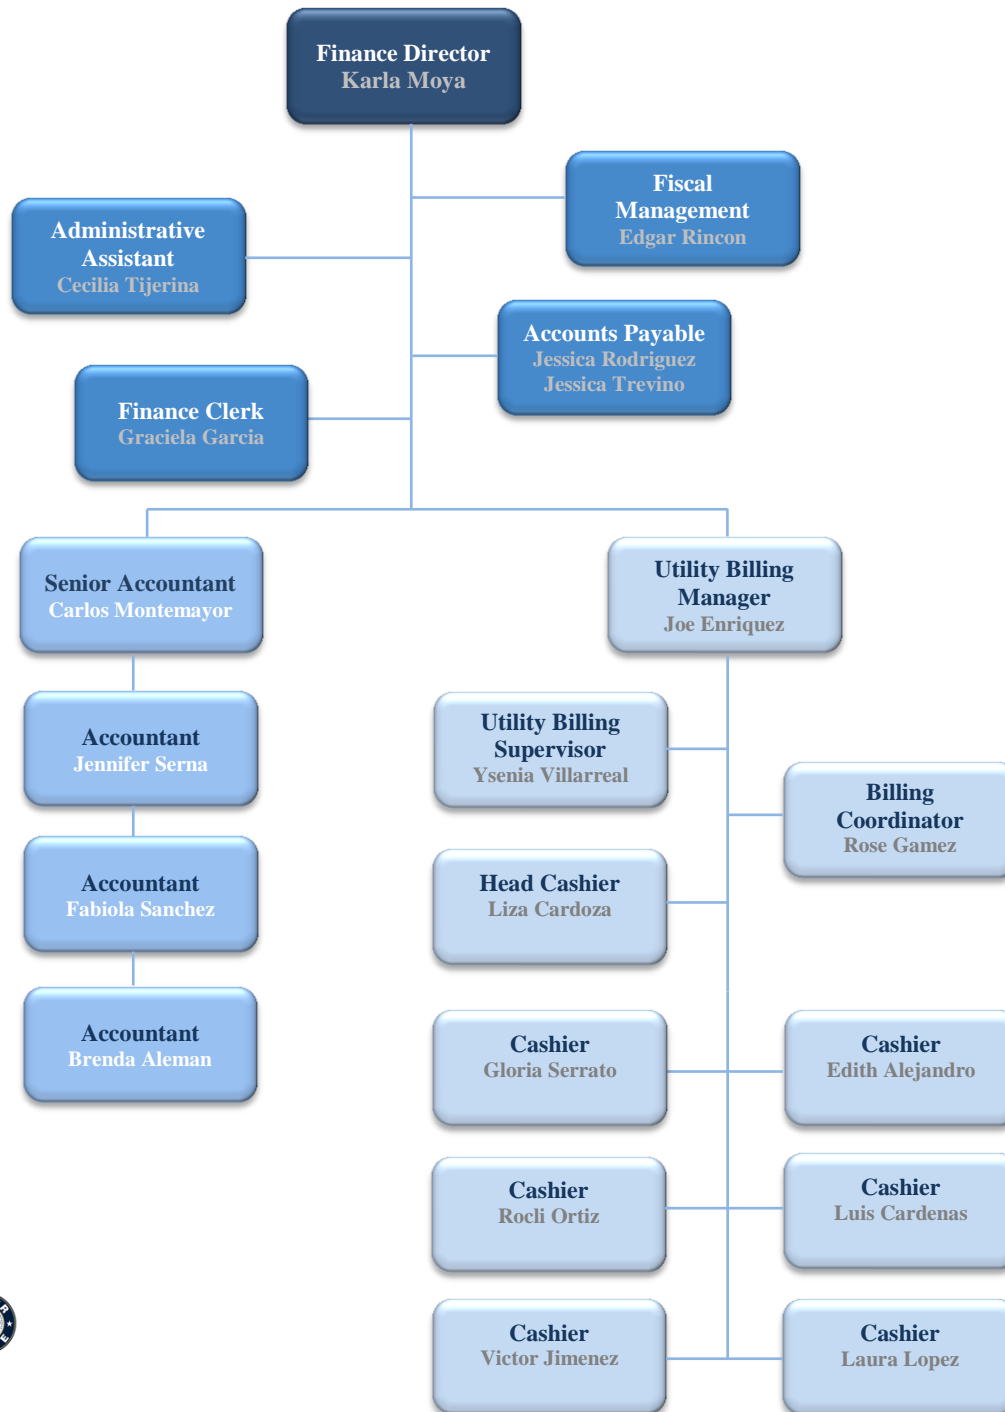 Finance Director
Karla Moya
Fiscal
Management
Edgar Rincon
Administrative
Assistant
Cecilia Tijerina
Accounts Payable
Jessica Rodriguez
Jessica Trevino
Finance Clerk
Graciela Garcia
Senior Accountant
Carlos Montemayor
Utility Billing
Manager
Joe Enriquez
Accountant
Jennifer Serna
Utility Billing
Supervisor
Ysenia Villarreal
Billing
Coordinator
Rose Gamez
Accountant
Fabiola Sanchez
Head Cashier
Liza Cardoza
Accountant
Brenda Aleman
Cashier
Gloria Serrato
Cashier
Edith Alejandro
Cashier
Rocli Ortiz
Cashier
Luis Cardenas
Cashier
Victor Jimenez
Cashier
Laura Lopez